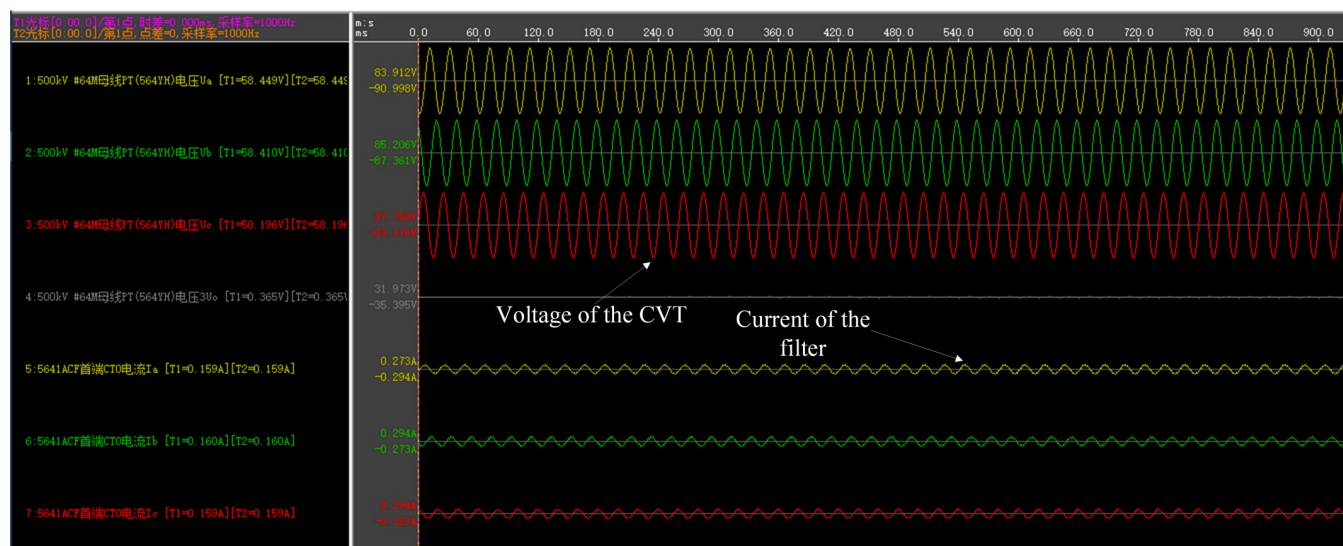 T1光标[0:00.0]/第1点,时差=0.000ms,采样率=1000Hz
T2光标[0:00.0]/第1点,点差=0,采样率=1000Hz
m:s
ms 0.0 60.0 120.0 180.0 240.0 300.0 360.0 420.0 480.0 540.0 600.0 660.0 720.0 780.0 840.0 900.0
1:500kV #64M母线PT(564YH)电压Ua [T1=58.449V][T2=58.449
83.912V
-90.998V
2:500kV #64M母线PT(564YH)电压Ub [T1=58.410V][T2=58.410
85.206V
-87.361V
3:500kV #64M母线PT(564YH)电压Uc [T1=58.196V][T2=58.196
4:500kV #64M母线PT(564YH)电压3Uo [T1=0.365V][T2=0.365V
31.973V
-35.395V
Voltage of the CVT
Current of the
filter
5:5641ACF首端CT0电流Ia [T1=0.159A][T2=0.159A]
0.273A
-0.294A
6:5641ACF首端CT0电流Ib [T1=0.160A][T2=0.160A]
0.294A
-0.273A
7:5641ACF首端CT0电流Ic [T1=0.159A][T2=0.159A]